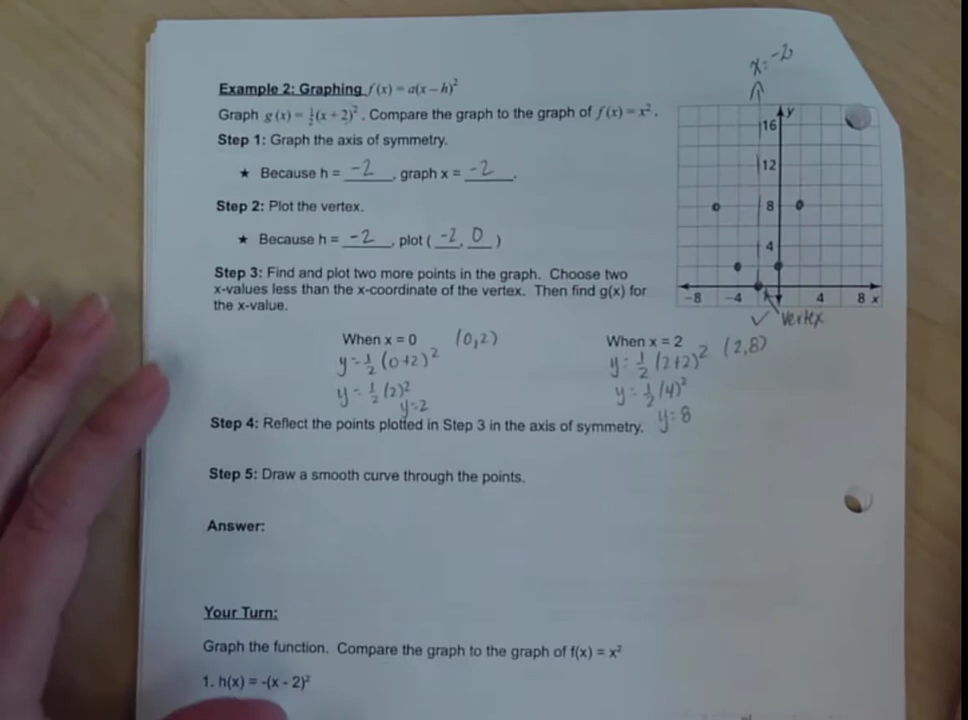 x=-2
Example 2: Graphing f(x) = a(x – h)²
Graph g(x) = ½(x + 2)². Compare the graph to the graph of f(x) = x².
Step 1: Graph the axis of symmetry.
★ Because h = -2, graph x = -2.
Step 2: Plot the vertex.
★ Because h = -2, plot (-2, 0)
Step 3: Find and plot two more points in the graph. Choose two
x-values less than the x-coordinate of the vertex. Then find g(x) for
the x-value.
y
16
12
8
4
-8 -4 4 8 x
✓ vertex
When x = 0 (0,2)
y=½(0+2)²
y=½(2)²
y=2
When x = 2 (2,8)
y=½(2+2)²
y=½(4)²
y=8
Step 4: Reflect the points plotted in Step 3 in the axis of symmetry.
Step 5: Draw a smooth curve through the points.
Answer:
Your Turn:
Graph the function. Compare the graph to the graph of f(x) = x²
1. h(x) = -(x - 2)²